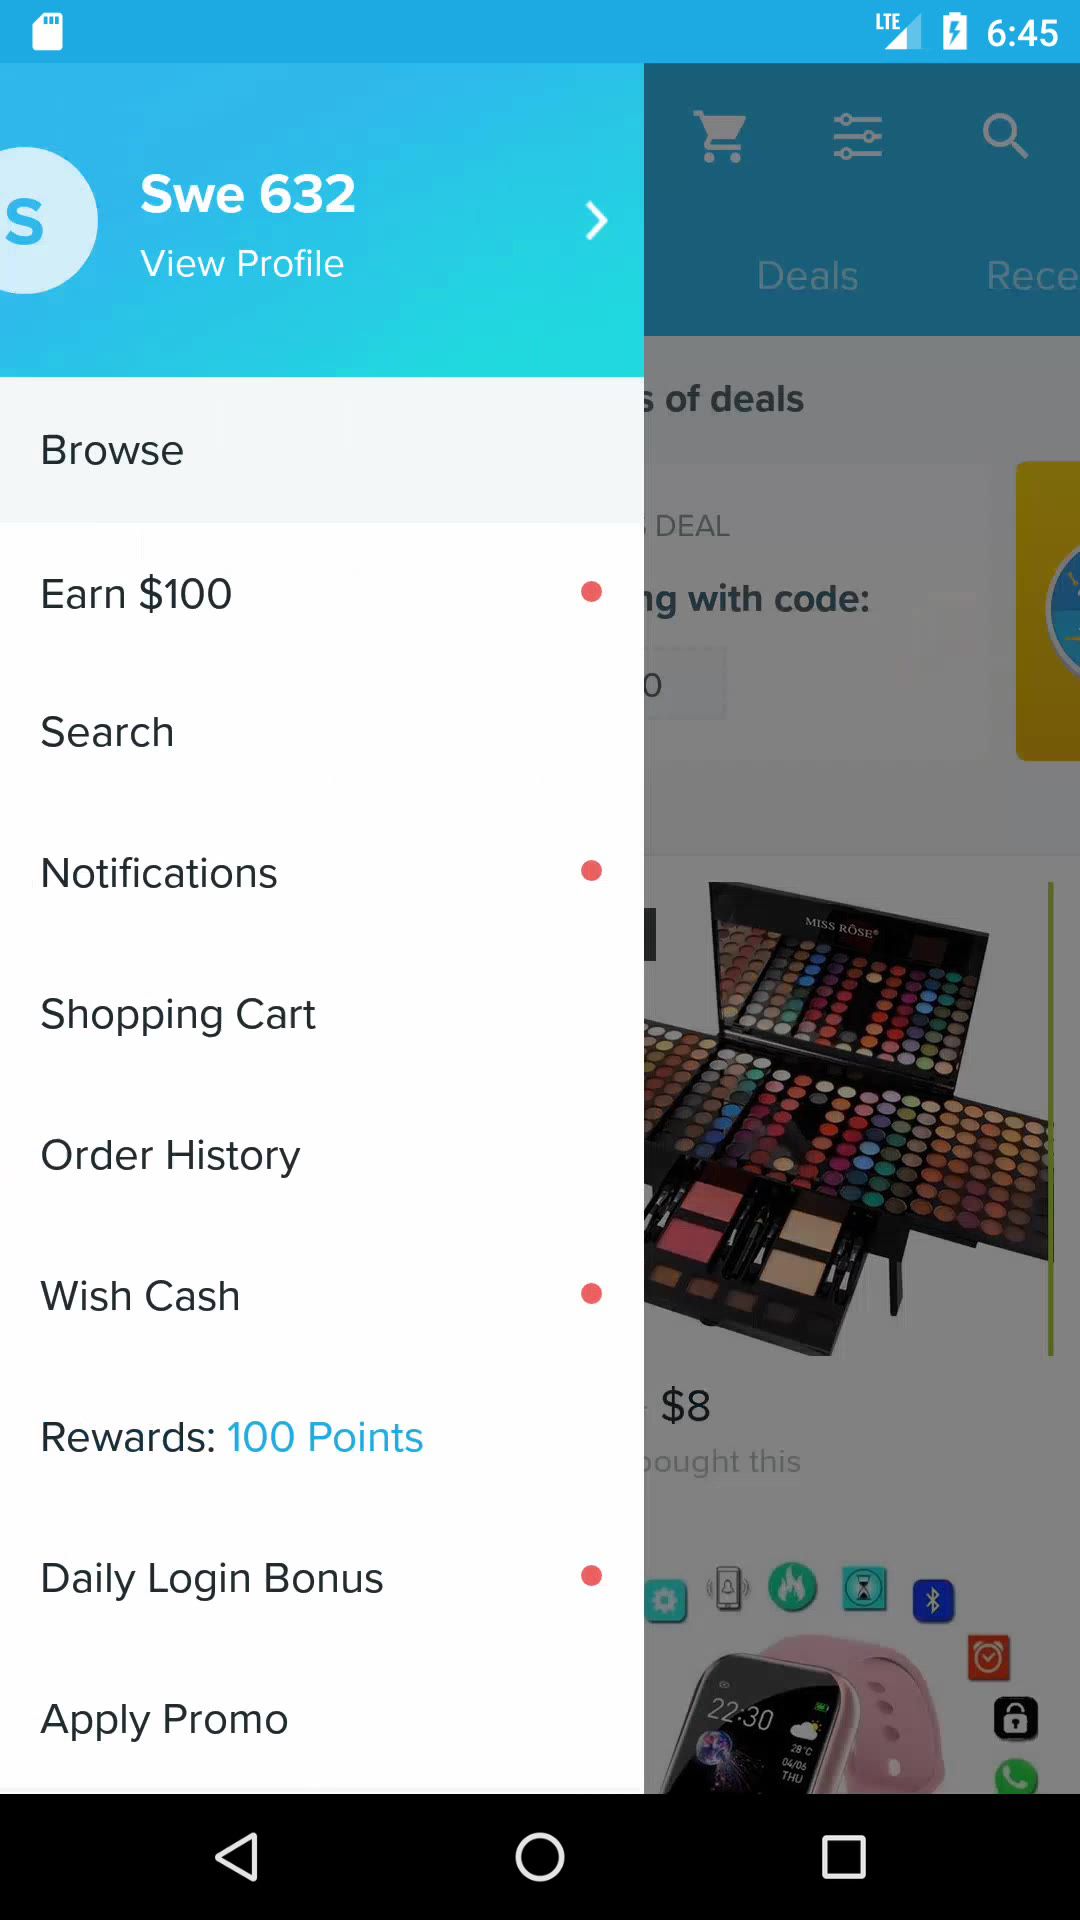 LTE 6:45
S
Swe 632
View Profile
Deals
Rece
s of deals
Browse
DEAL
Earn $100
ng with code:
0
Search
Notifications
MISS RÔSE
Shopping Cart
Order History
Wish Cash
$8
Rewards: 100 Points
bought this
Daily Login Bonus
22:30
28°C
04/06
THU
Apply Promo